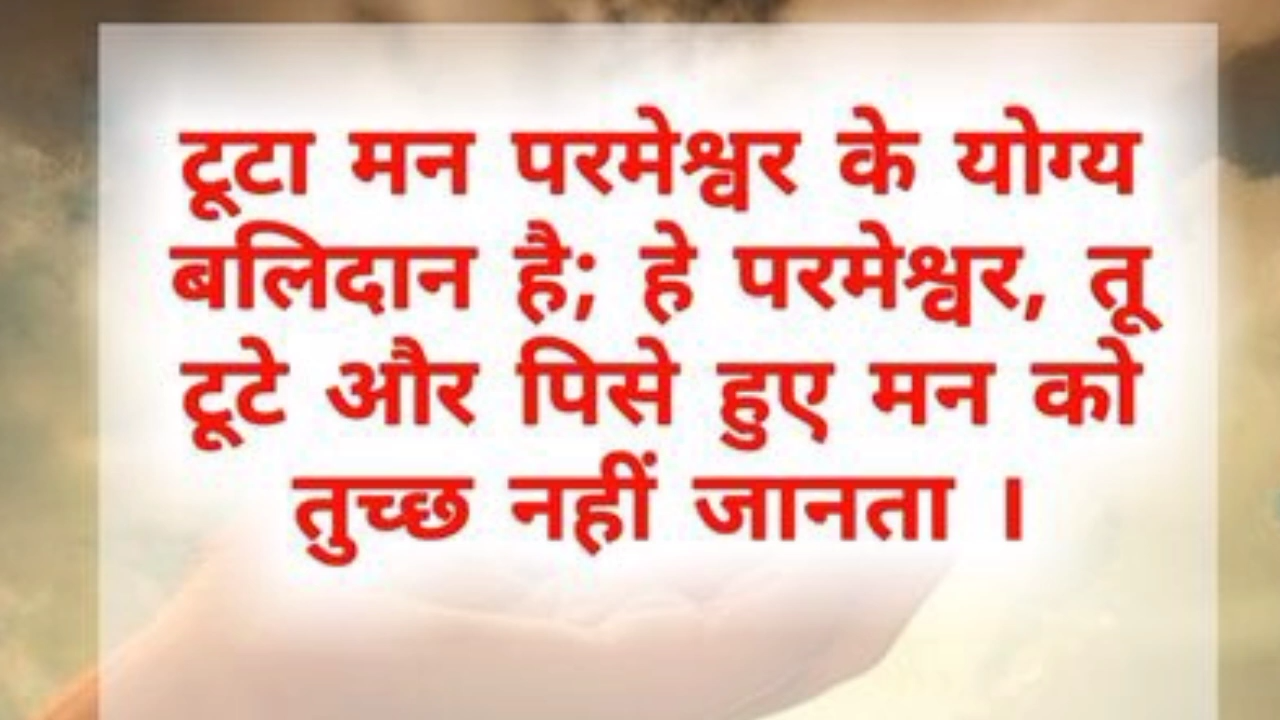 टूटा मन परमेश्वर के योग्य
बलिदान है; हे परमेश्वर, तू
टूटे और पिसे हुए मन को
तुच्छ नहीं जानता ।